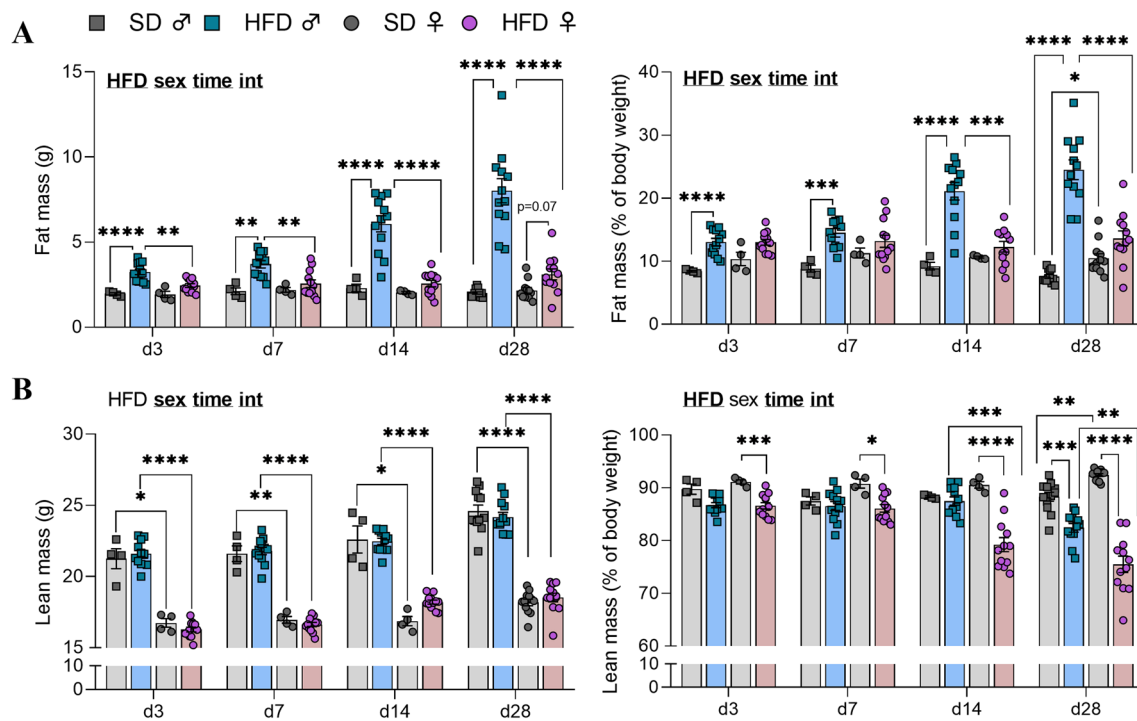 A
SD ♂ HFD ♂ SD ♀ HFD ♀
HFD sex time int
Fat mass (g)
15
10
5
0
**** ** ** ** **** **** **** ****
p=0.07
d3 d7 d14 d28
HFD sex time int
Fat mass (% of body weight)
40
30
20
10
0
**** *** **** *** **** **** *
d3 d7 d14 d28
B
HFD sex time int
Lean mass (g)
30
25
20
15
10
0
* **** ** **** * **** **** ****
d3 d7 d14 d28
HFD sex time int
Lean mass (% of body weight)
100
90
80
70
60
10
0
*** * *** **** ** ** *** ****
d3 d7 d14 d28